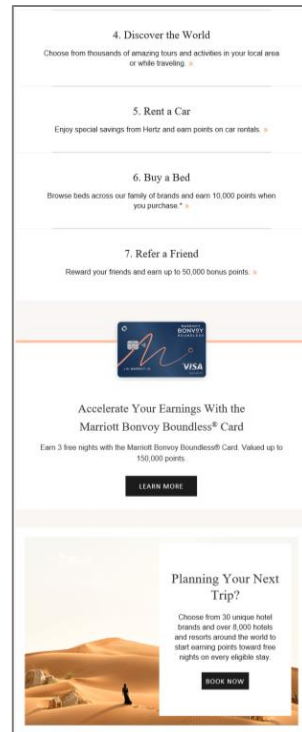 4. Discover the World
Choose from thousands of amazing tours and activities in your local area
or while traveling. »
5. Rent a Car
Enjoy special savings from Hertz and earn points on car rentals. »
6. Buy a Bed
Browse beds across our family of brands and earn 10,000 points when
you purchase.* »
7. Refer a Friend
Reward your friends and earn up to 50,000 bonus points. »
MARRIOTT
BONVOY
BOUNDLESS
VISA
Accelerate Your Earnings With the
Marriott Bonvoy Boundless® Card
Earn 3 free nights with the Marriott Bonvoy Boundless® Card. Valued up to
150,000 points.
LEARN MORE
Planning Your Next
Trip?
Choose from 30 unique hotel
brands and over 8,000 hotels
and resorts around the world to
start earning points toward free
nights on every eligible stay.
BOOK NOW